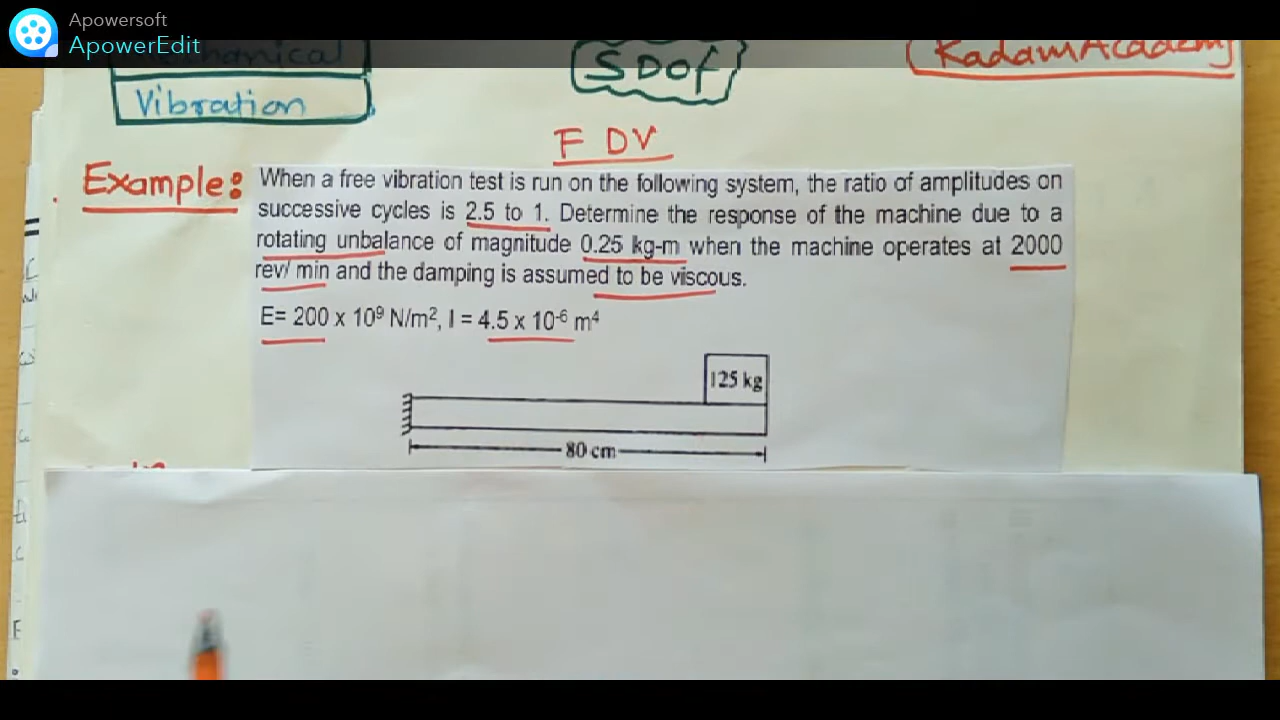 Apowersoft
ApowerEdit
Vibration
SDof
KadamAcademy
FDV
Example:
When a free vibration test is run on the following system, the ratio of amplitudes on
successive cycles is 2.5 to 1. Determine the response of the machine due to a
rotating unbalance of magnitude 0.25 kg-m when the machine operates at 2000
rev/ min and the damping is assumed to be viscous.
E= 200 x 10⁹ N/m², I = 4.5 x 10⁻⁶ m⁴
125 kg
80 cm